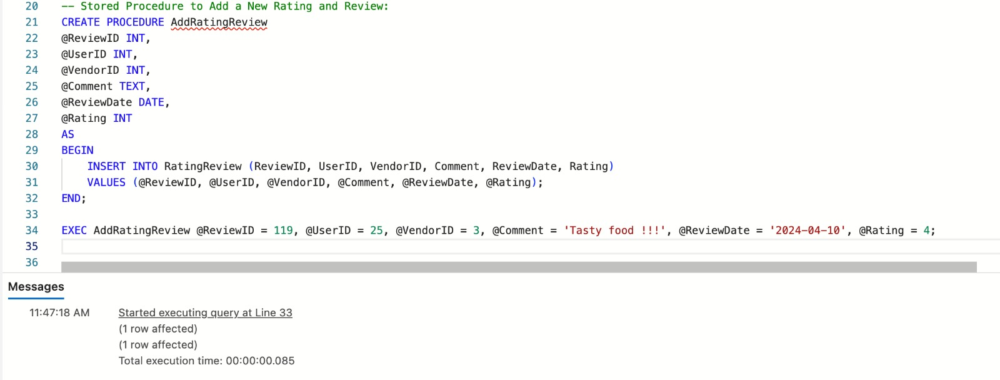 20 -- Stored Procedure to Add a New Rating and Review:
21 CREATE PROCEDURE AddRatingReview
22 @ReviewID INT,
23 @UserID INT,
24 @VendorID INT,
25 @Comment TEXT,
26 @ReviewDate DATE,
27 @Rating INT
28 AS
29 BEGIN
30 INSERT INTO RatingReview (ReviewID, UserID, VendorID, Comment, ReviewDate, Rating)
31 VALUES (@ReviewID, @UserID, @VendorID, @Comment, @ReviewDate, @Rating);
32 END;
33
34 EXEC AddRatingReview @ReviewID = 119, @UserID = 25, @VendorID = 3, @Comment = 'Tasty food !!!', @ReviewDate = '2024-04-10', @Rating = 4;
35
36
Messages
11:47:18 AM Started executing query at Line 33
(1 row affected)
(1 row affected)
Total execution time: 00:00:00.085